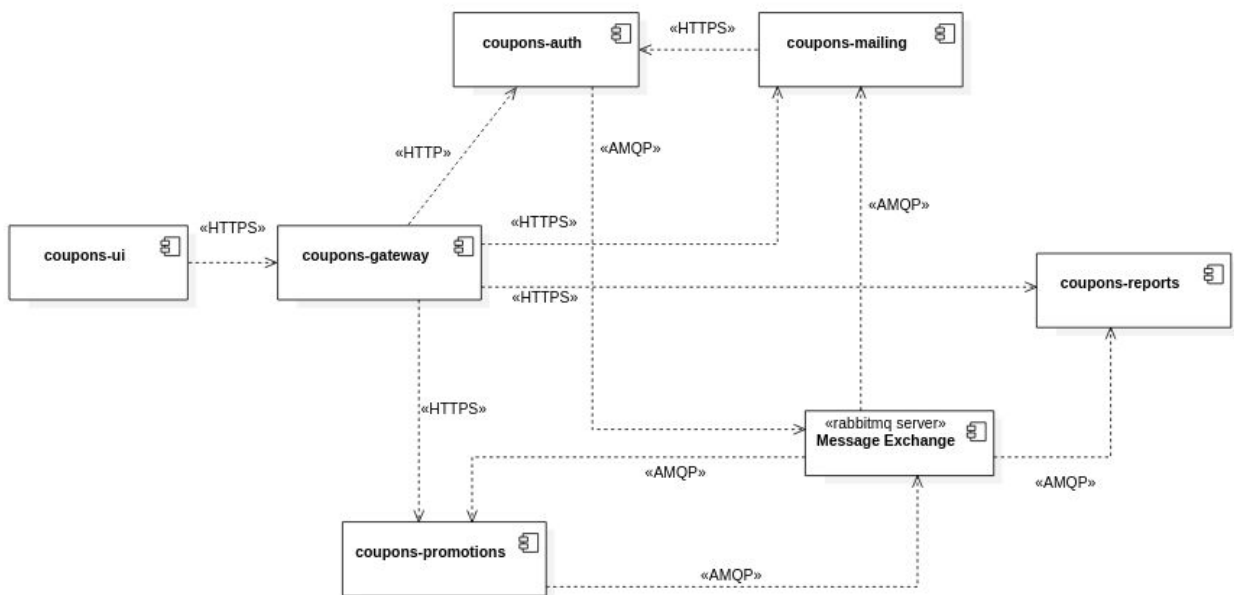 coupons-auth
«HTTPS»
coupons-mailing
«HTTP»
«AMQP»
«HTTPS»
«AMQP»
«HTTPS»
coupons-ui
coupons-gateway
«HTTPS»
coupons-reports
«HTTPS»
«rabbitmq server»
Message Exchange
«AMQP»
«AMQP»
coupons-promotions
«AMQP»